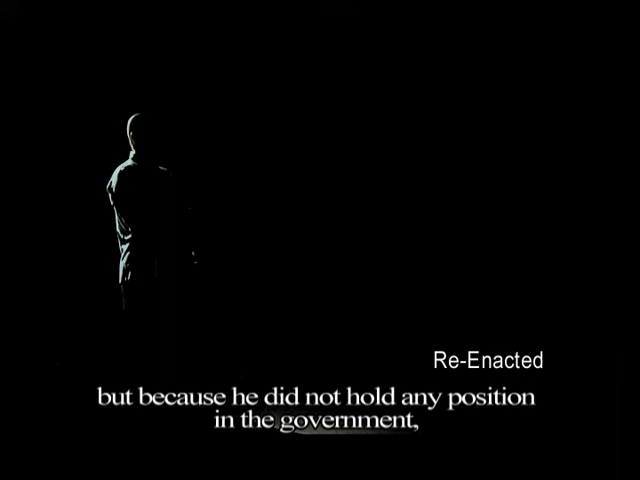 Re-Enacted
but because he did not hold any position
in the government,